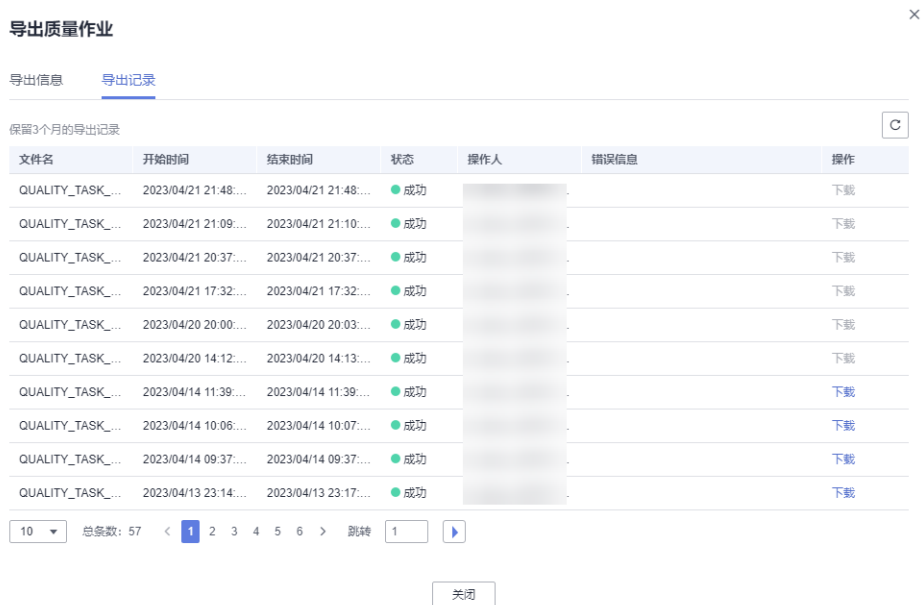 导出质量作业
导出信息 导出记录
保留3个月的导出记录
文件名 开始时间 结束时间 状态 操作人 错误信息 操作
QUALITY_TASK_... 2023/04/21 21:48:... 2023/04/21 21:48:... 成功 下载
QUALITY_TASK_... 2023/04/21 21:09:... 2023/04/21 21:10:... 成功 下载
QUALITY_TASK_... 2023/04/21 20:37:... 2023/04/21 20:37:... 成功 下载
QUALITY_TASK_... 2023/04/21 17:32:... 2023/04/21 17:32:... 成功 下载
QUALITY_TASK_... 2023/04/20 20:00:... 2023/04/20 20:03:... 成功 下载
QUALITY_TASK_... 2023/04/20 14:12:... 2023/04/20 14:13:... 成功 下载
QUALITY_TASK_... 2023/04/14 11:39:... 2023/04/14 11:39:... 成功 下载
QUALITY_TASK_... 2023/04/14 10:06:... 2023/04/14 10:07:... 成功 下载
QUALITY_TASK_... 2023/04/14 09:37:... 2023/04/14 09:37:... 成功 下载
QUALITY_TASK_... 2023/04/13 23:14:... 2023/04/13 23:17:... 成功 下载
10 总条数: 57 < 1 2 3 4 5 6 > 跳转 1
关闭